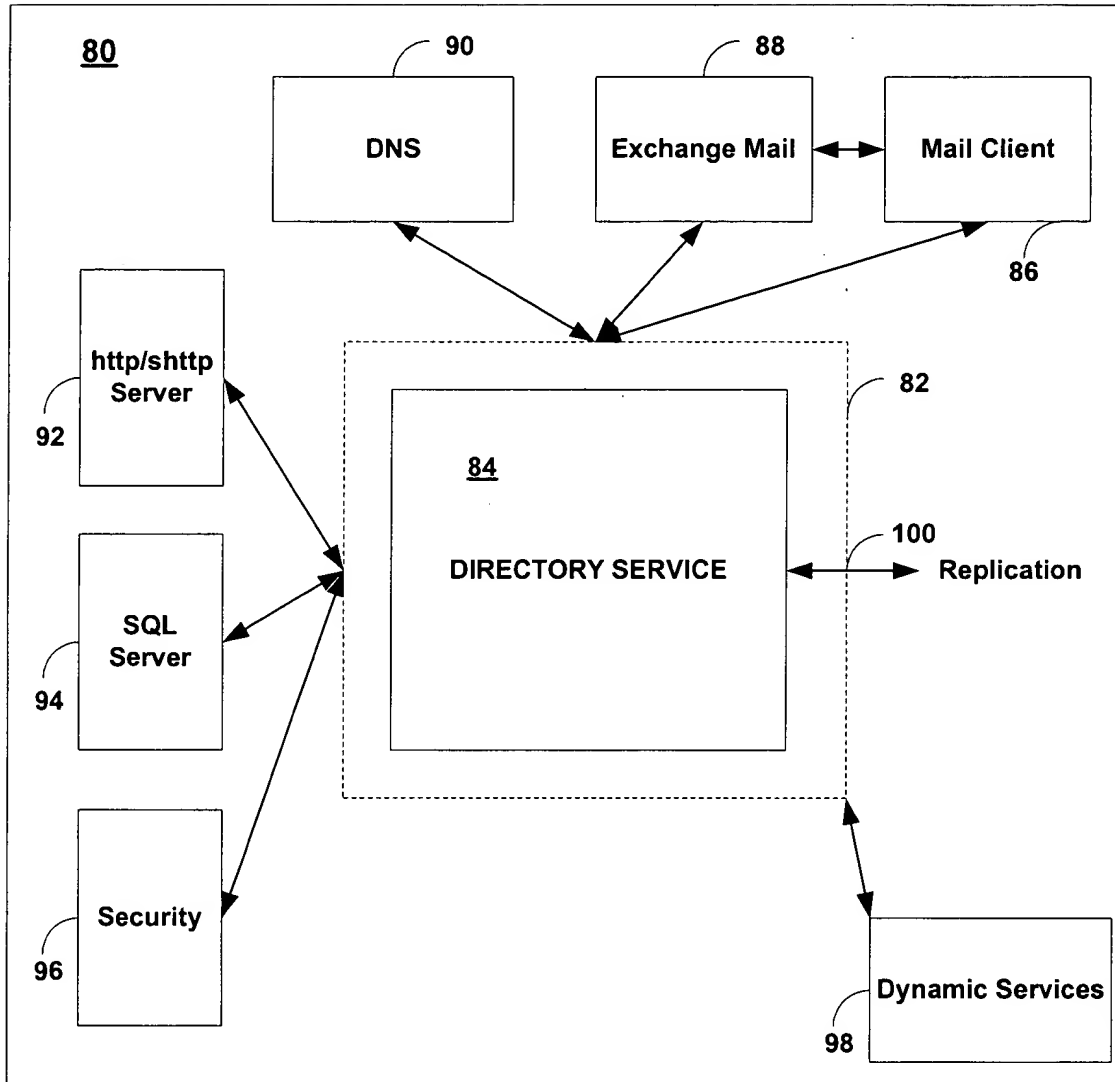 80
90
88
DNS
Exchange Mail
Mail Client
86
http/shttp
Server
92
82
84
DIRECTORY SERVICE
100
Replication
SQL
Server
94
Security
96
Dynamic Services
98